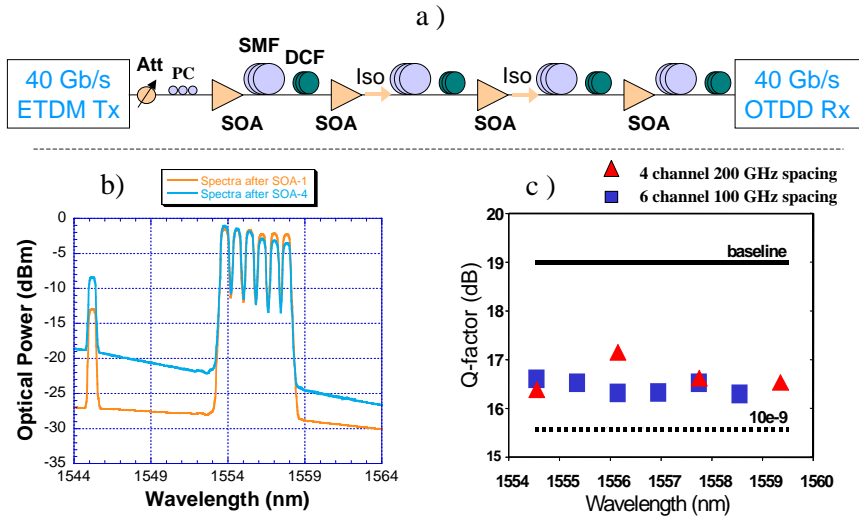 a )
SMF
DCF
Att
PC
Iso
Iso
40 Gb/s
ETDM Tx
40 Gb/s
OTDD Rx
SOA
SOA
SOA
SOA
b )
Spectra after SOA-1
Spectra after SOA-4
Optical Power (dBm)
0
-5
-10
-15
-20
-25
-30
-35
1544
1549
1554
1559
1564
Wavelength (nm)
c )
4 channel 200 GHz spacing
6 channel 100 GHz spacing
Q-factor (dB)
20
19
18
17
16
15
baseline
10e-9
1554
1555
1556
1557
1558
1559
1560
Wavelength (nm)